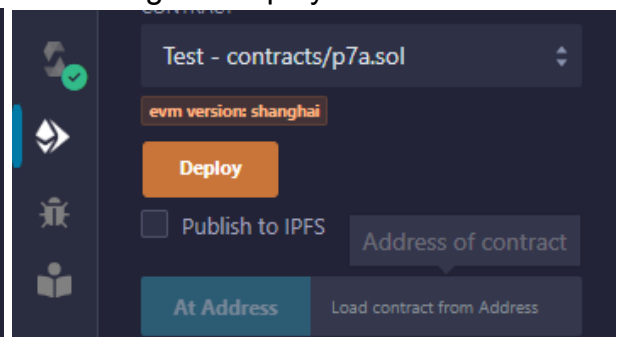 Test - contracts/p7a.sol
evm version: shanghai
Deploy
Publish to IPFS
Address of contract
At Address
Load contract from Address